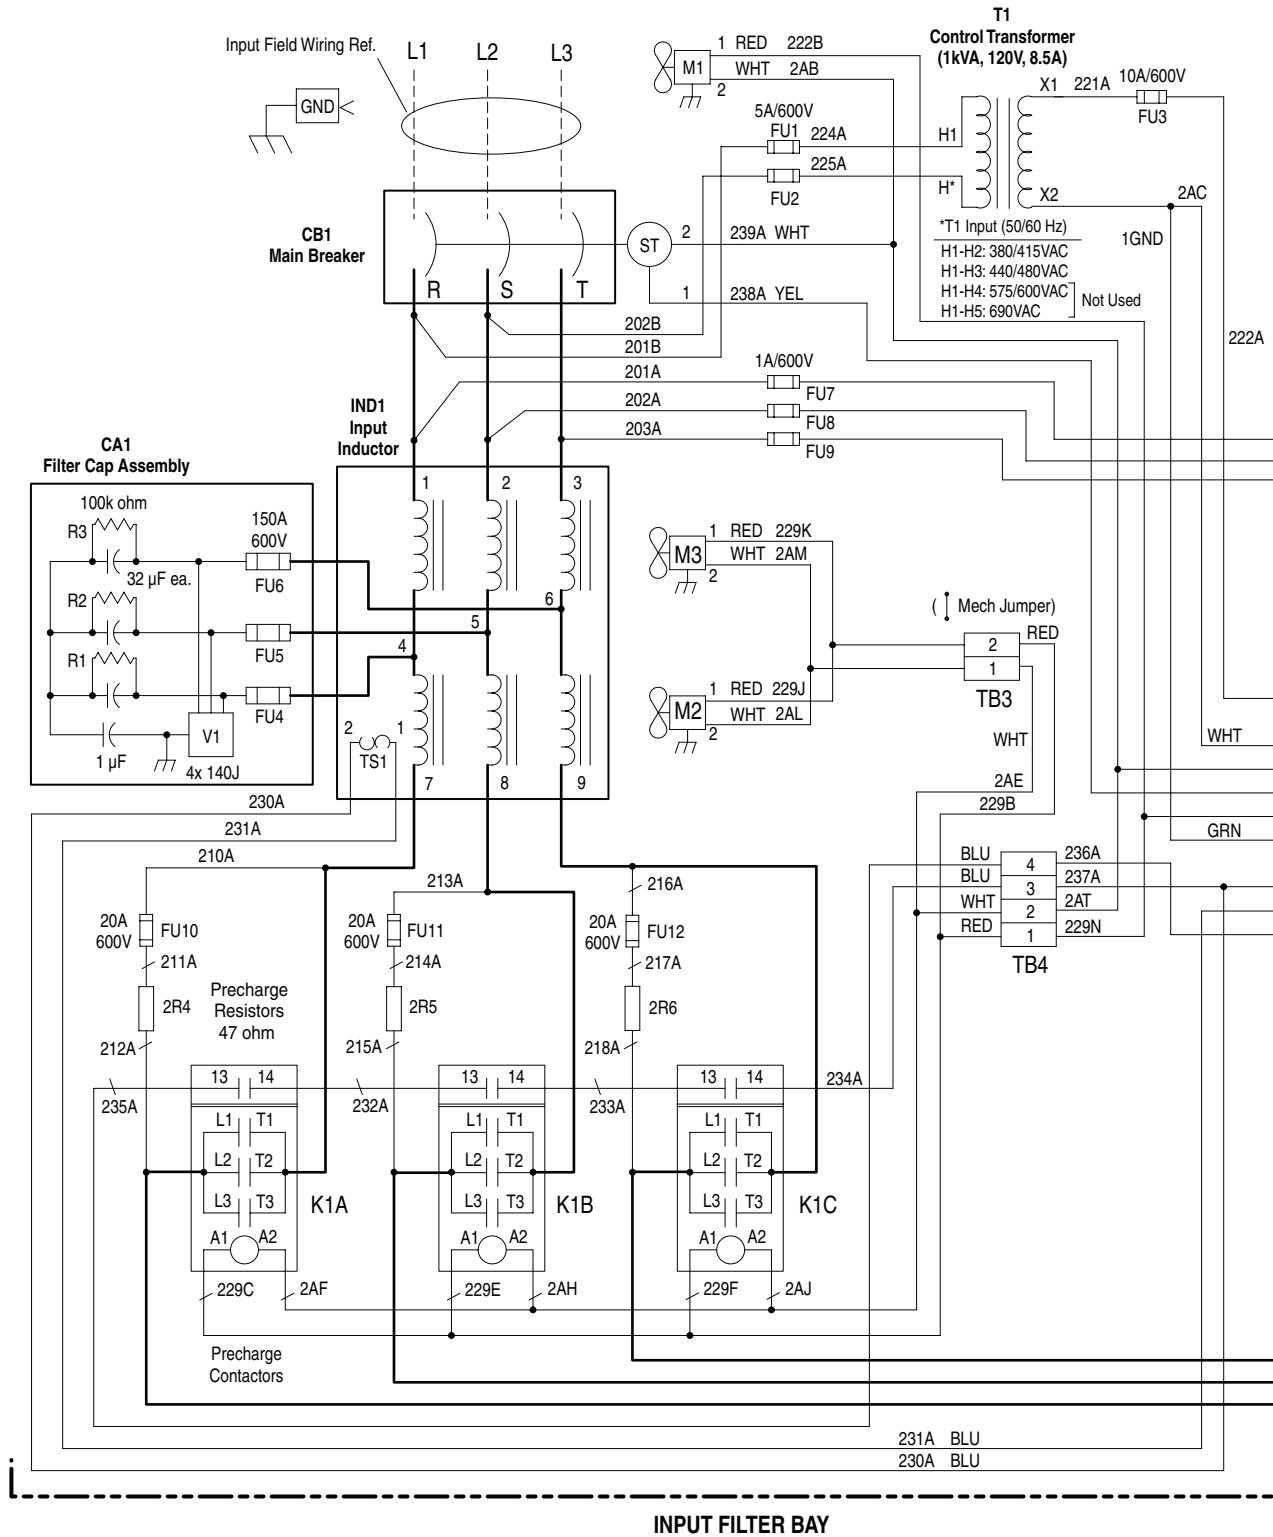 T1
Control Transformer
(1kVA, 120V, 8.5A)
Input Field Wiring Ref.
L1
L2
L3
GND
M1
1 RED 222B
WHT 2AB
2
X1
221A
10A/600V
FU3
5A/600V
FU1
224A
H1
225A
FU2
H*
X2
2AC
*T1 Input (50/60 Hz)
H1-H2: 380/415VAC
H1-H3: 440/480VAC
H1-H4: 575/600VAC
H1-H5: 690VAC
Not Used
1GND
222A
CB1
Main Breaker
R
S
T
ST
2
239A WHT
1
238A YEL
202B
201B
201A
1A/600V
FU7
202A
FU8
203A
FU9
IND1
Input
Inductor
CA1
Filter Cap Assembly
100k ohm
R3
32 µF ea.
150A
600V
FU6
R2
FU5
R1
FU4
1 µF
V1
4x 140J
1
2
3
6
5
4
2
1
TS1
7
8
9
M3
1 RED 229K
WHT 2AM
2
M2
1 RED 229J
WHT 2AL
2
( Mech Jumper)
2
RED
1
TB3
WHT
WHT
2AE
229B
GRN
230A
231A
210A
213A
216A
BLU
4
236A
BLU
3
237A
WHT
2
2AT
RED
1
229N
TB4
20A
600V
FU10
211A
2R4
212A
Precharge
Resistors
47 ohm
20A
600V
FU11
214A
2R5
215A
20A
600V
FU12
217A
2R6
218A
235A
13
14
232A
13
14
233A
13
14
234A
L1
T1
L2
T2
L3
T3
K1A
A1
A2
L1
T1
L2
T2
L3
T3
K1B
A1
A2
L1
T1
L2
T2
L3
T3
K1C
A1
A2
229C
2AF
229E
2AH
229F
2AJ
Precharge
Contactors
231A BLU
230A BLU
INPUT FILTER BAY